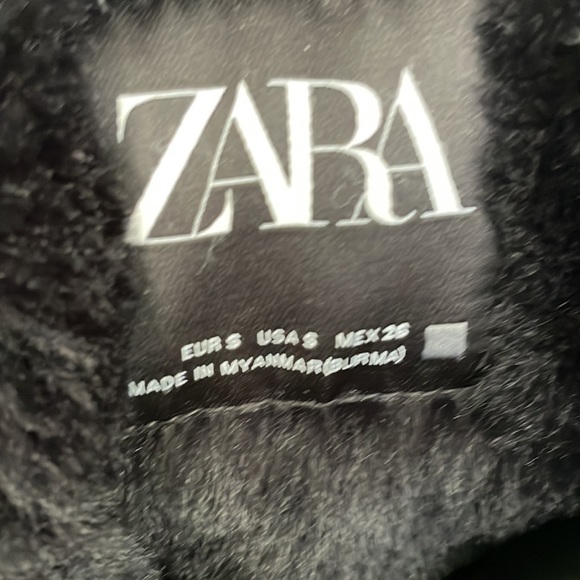 ZARA
EUR S USA S MEX 26
MADE IN MYANMAR(BURMA)